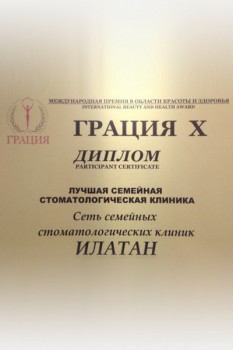 МЕЖДУНАРОДНАЯ ПРЕМИЯ В ОБЛАСТИ КРАСОТЫ И ЗДОРОВЬЯ
INTERNATIONAL BEAUTY AND HEALTH AWARD
ГРАЦИЯ
ГРАЦИЯ X
ДИПЛОМ
PARTICIPANT CERTIFICATE
ЛУЧШАЯ СЕМЕЙНАЯ
СТОМАТОЛОГИЧЕСКАЯ КЛИНИКА
Сеть семейных
стоматологических клиник
ИЛАТАН